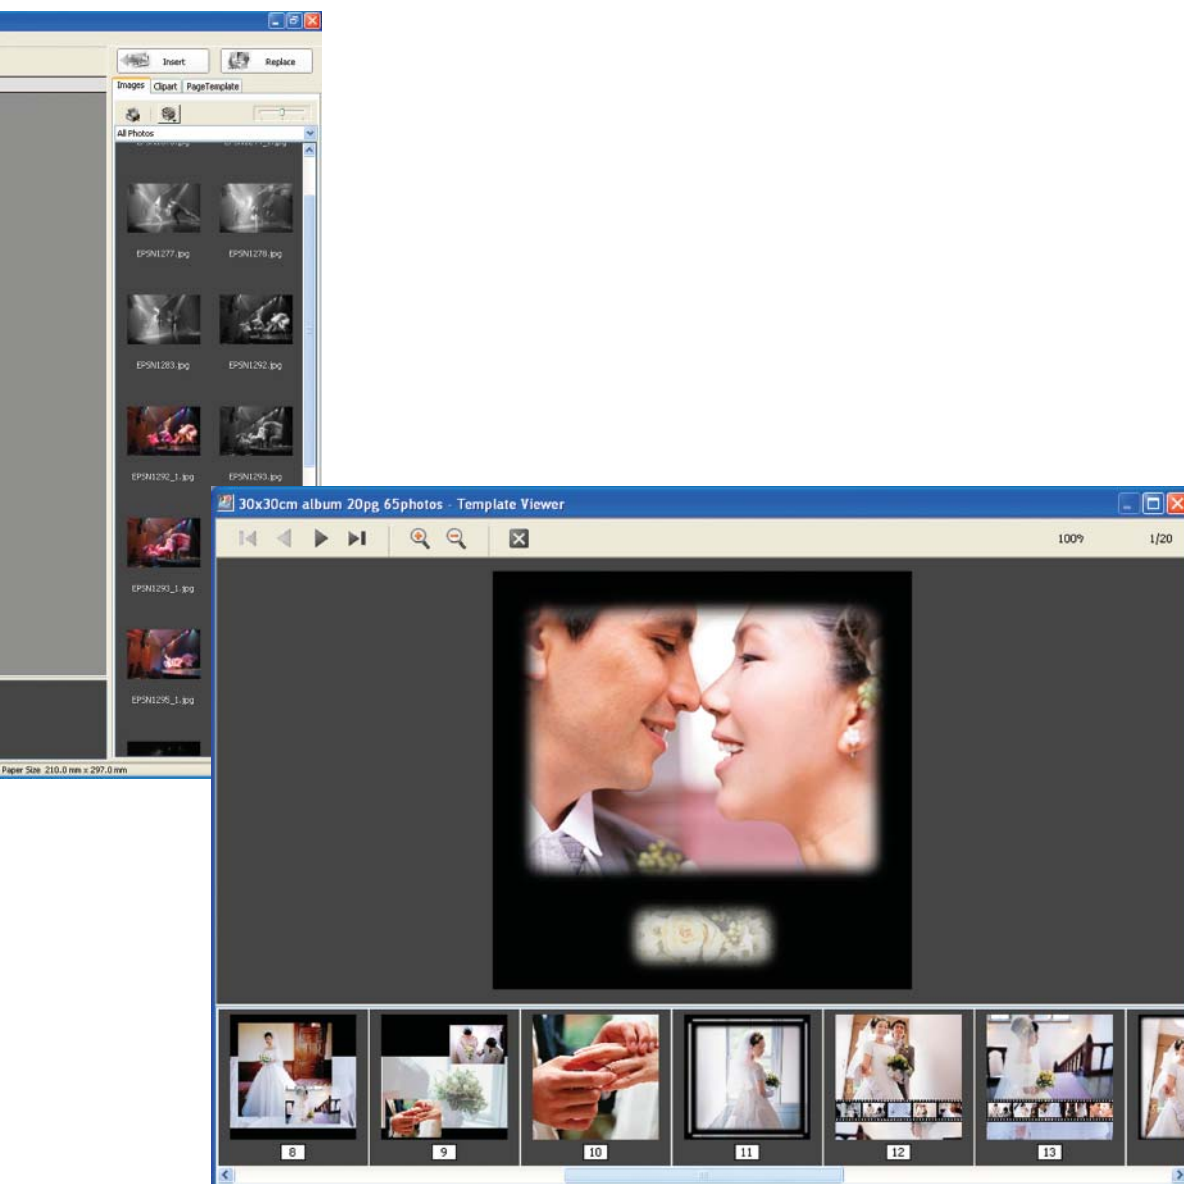 Insert Replace
Images Clipart PageTemplate
All Photos
EPSN1277.jpg EPSN1278.jpg
EPSN1283.jpg EPSN1292.jpg
EPSN1292_1.jpg EPSN1293.jpg
EPSN1293_1.jpg
EPSN1295_1.jpg
Paper Size 210.0 mm x 297.0 mm
30x30cm album 20pg 65photos - Template Viewer
100% 1/20
8 9 10 11 12 13